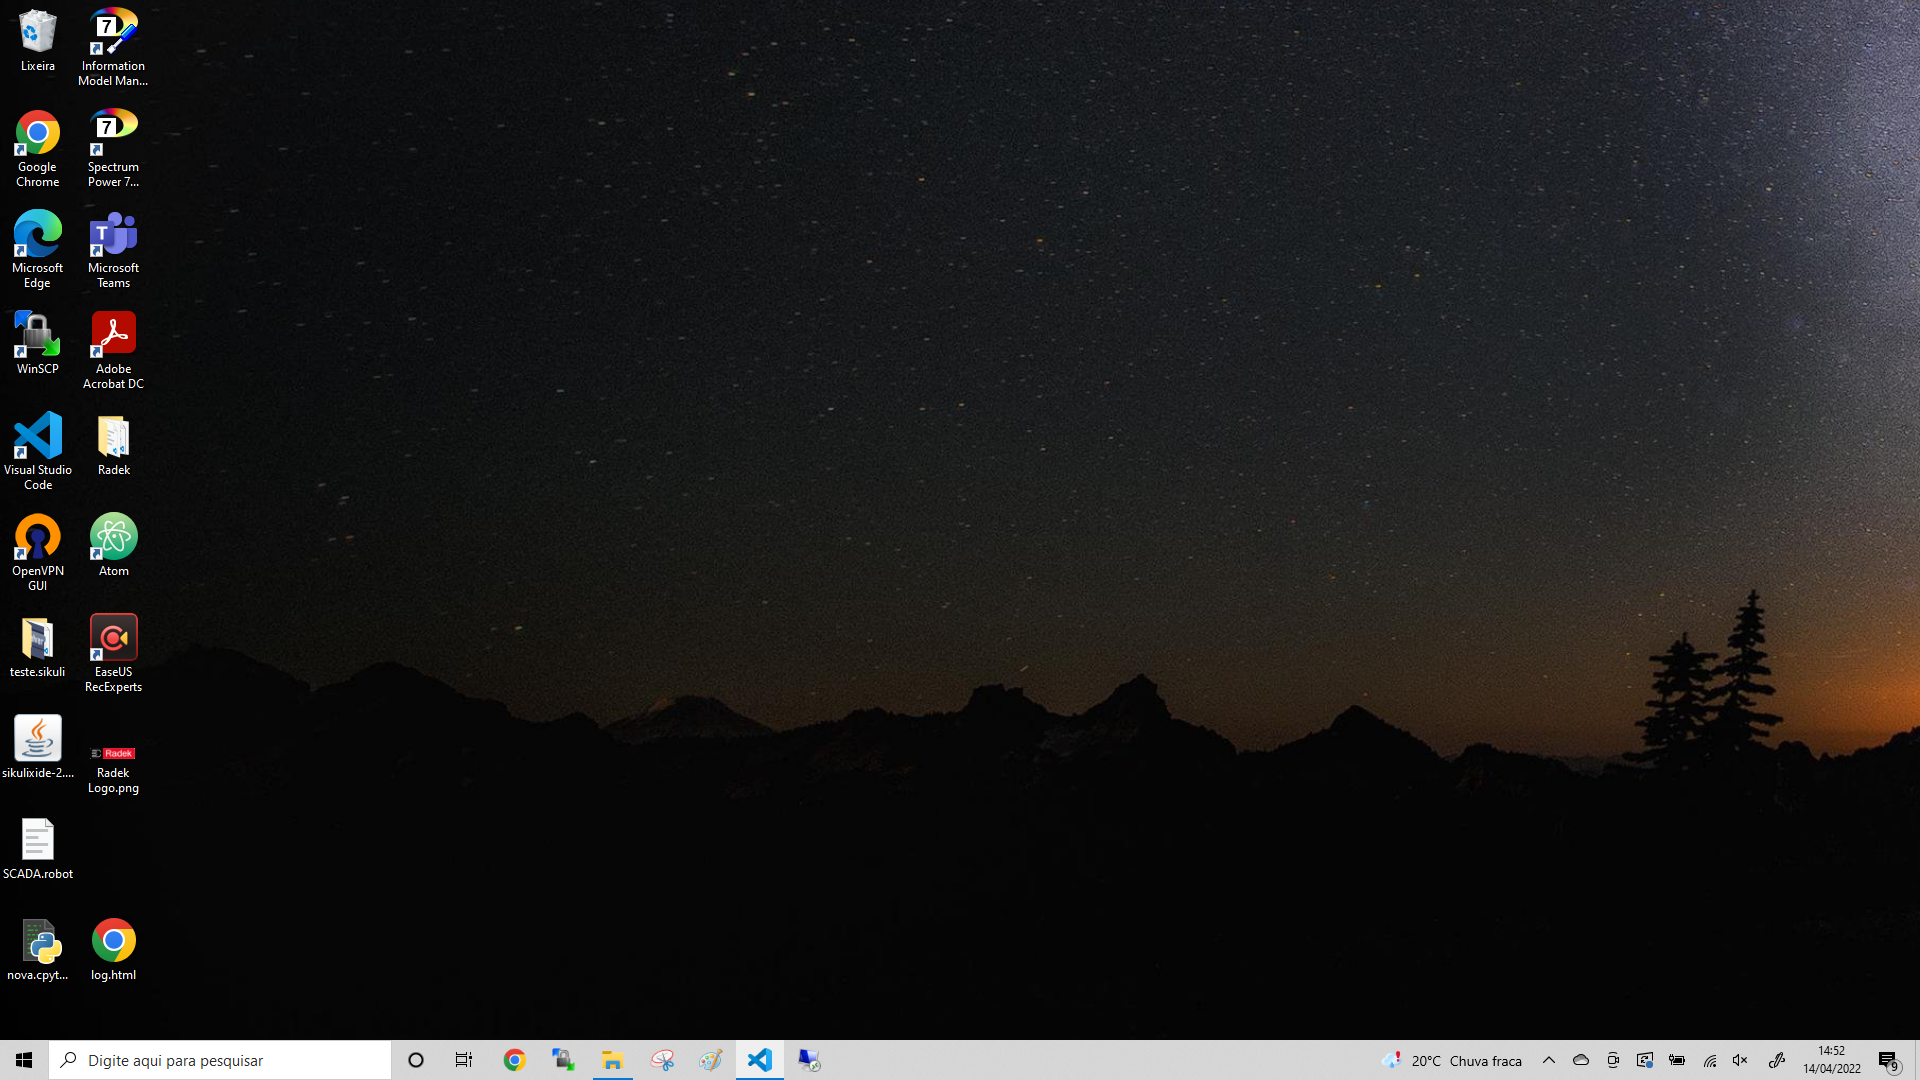 Lixeira
Information
Model Man...
7
Google
Chrome
Spectrum
Power 7...
7
Microsoft
Edge
Microsoft
Teams
T
WinSCP
Adobe
Acrobat DC
Visual Studio
Code
Radek
OpenVPN
GUI
Atom
teste.sikuli
EaseUS
RecExperts
sikulixide-2....
Radek
Radek
Logo.png
SCADA.robot
nova.cpyt...
log.html
Digite aqui para pesquisar
20°C Chuva fraca
14:52
14/04/2022
9